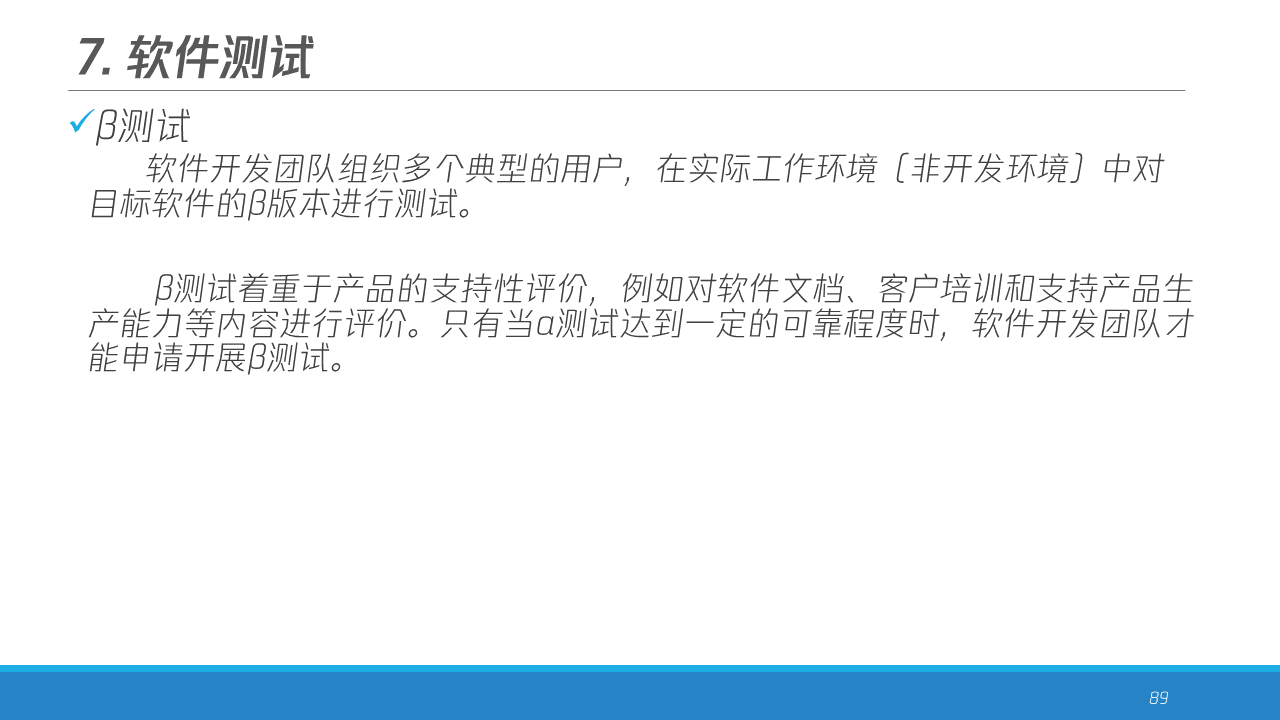 7. 软件测试
β测试
软件开发团队组织多个典型的用户，在实际工作环境（非开发环境）中对
目标软件的β版本进行测试。
β测试着重于产品的支持性评价，例如对软件文档、客户培训和支持产品生
产能力等内容进行评价。只有当α测试达到一定的可靠程度时，软件开发团队才
能申请开展β测试。
89